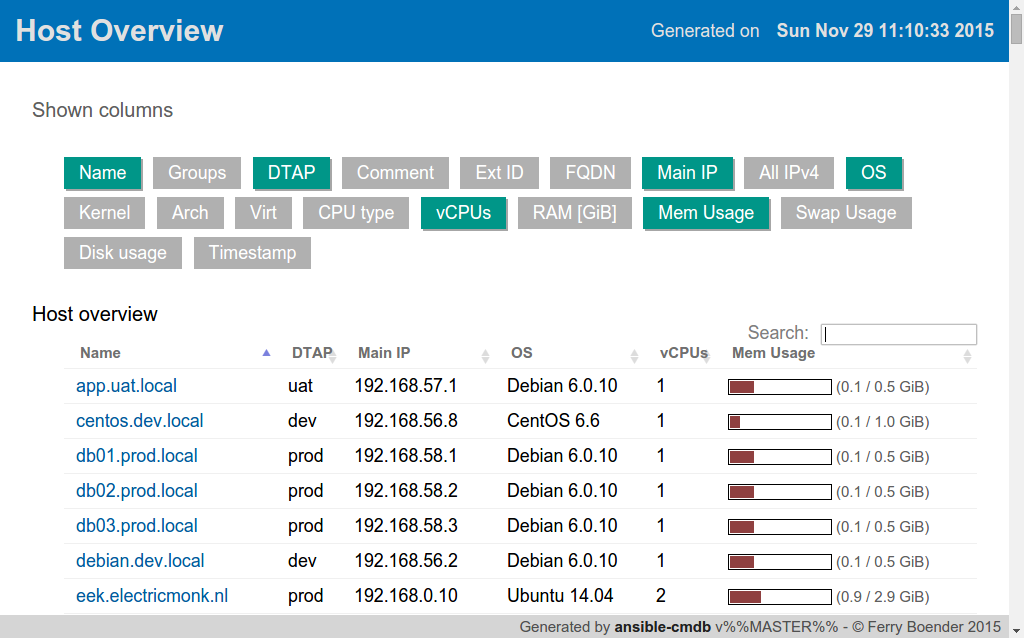 Host Overview Generated on Sun Nov 29 11:10:33 2015
Shown columns
Name Groups DTAP Comment Ext ID FQDN Main IP All IPv4 OS
Kernel Arch Virt CPU type vCPUs RAM [GiB] Mem Usage Swap Usage
Disk usage Timestamp
Host overview
Search:
Name DTAP Main IP OS vCPUs Mem Usage
app.uat.local uat 192.168.57.1 Debian 6.0.10 1 (0.1 / 0.5 GiB)
centos.dev.local dev 192.168.56.8 CentOS 6.6 1 (0.1 / 1.0 GiB)
db01.prod.local prod 192.168.58.1 Debian 6.0.10 1 (0.1 / 0.5 GiB)
db02.prod.local prod 192.168.58.2 Debian 6.0.10 1 (0.1 / 0.5 GiB)
db03.prod.local prod 192.168.58.3 Debian 6.0.10 1 (0.1 / 0.5 GiB)
debian.dev.local dev 192.168.56.2 Debian 6.0.10 1 (0.1 / 0.5 GiB)
eek.electricmonk.nl prod 192.168.0.10 Ubuntu 14.04 2 (0.9 / 2.9 GiB)
Generated by ansible-cmdb v%%MASTER%% - © Ferry Boender 2015